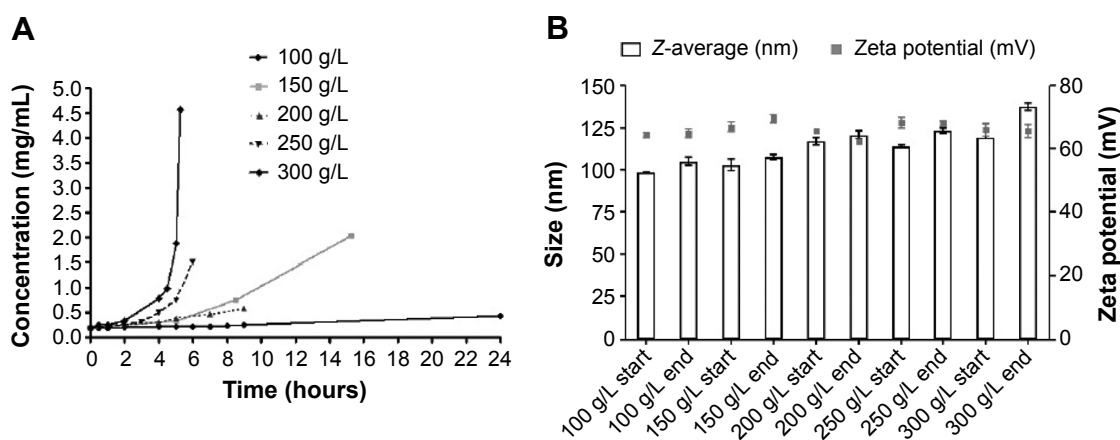 A
100 g/L
150 g/L
200 g/L
250 g/L
300 g/L
Concentration (mg/mL)
5.0
4.5
4.0
3.5
3.0
2.5
2.0
1.5
1.0
0.5
0.0
0 2 4 6 8 10 12 14 16 18 20 22 24
Time (hours)
B
Z-average (nm) Zeta potential (mV)
Size (nm)
150
125
100
75
50
25
0
80
60
40
20
0
Zeta potential (mV)
100 g/L start
100 g/L end
150 g/L start
150 g/L end
200 g/L start
200 g/L end
250 g/L start
250 g/L end
300 g/L start
300 g/L end